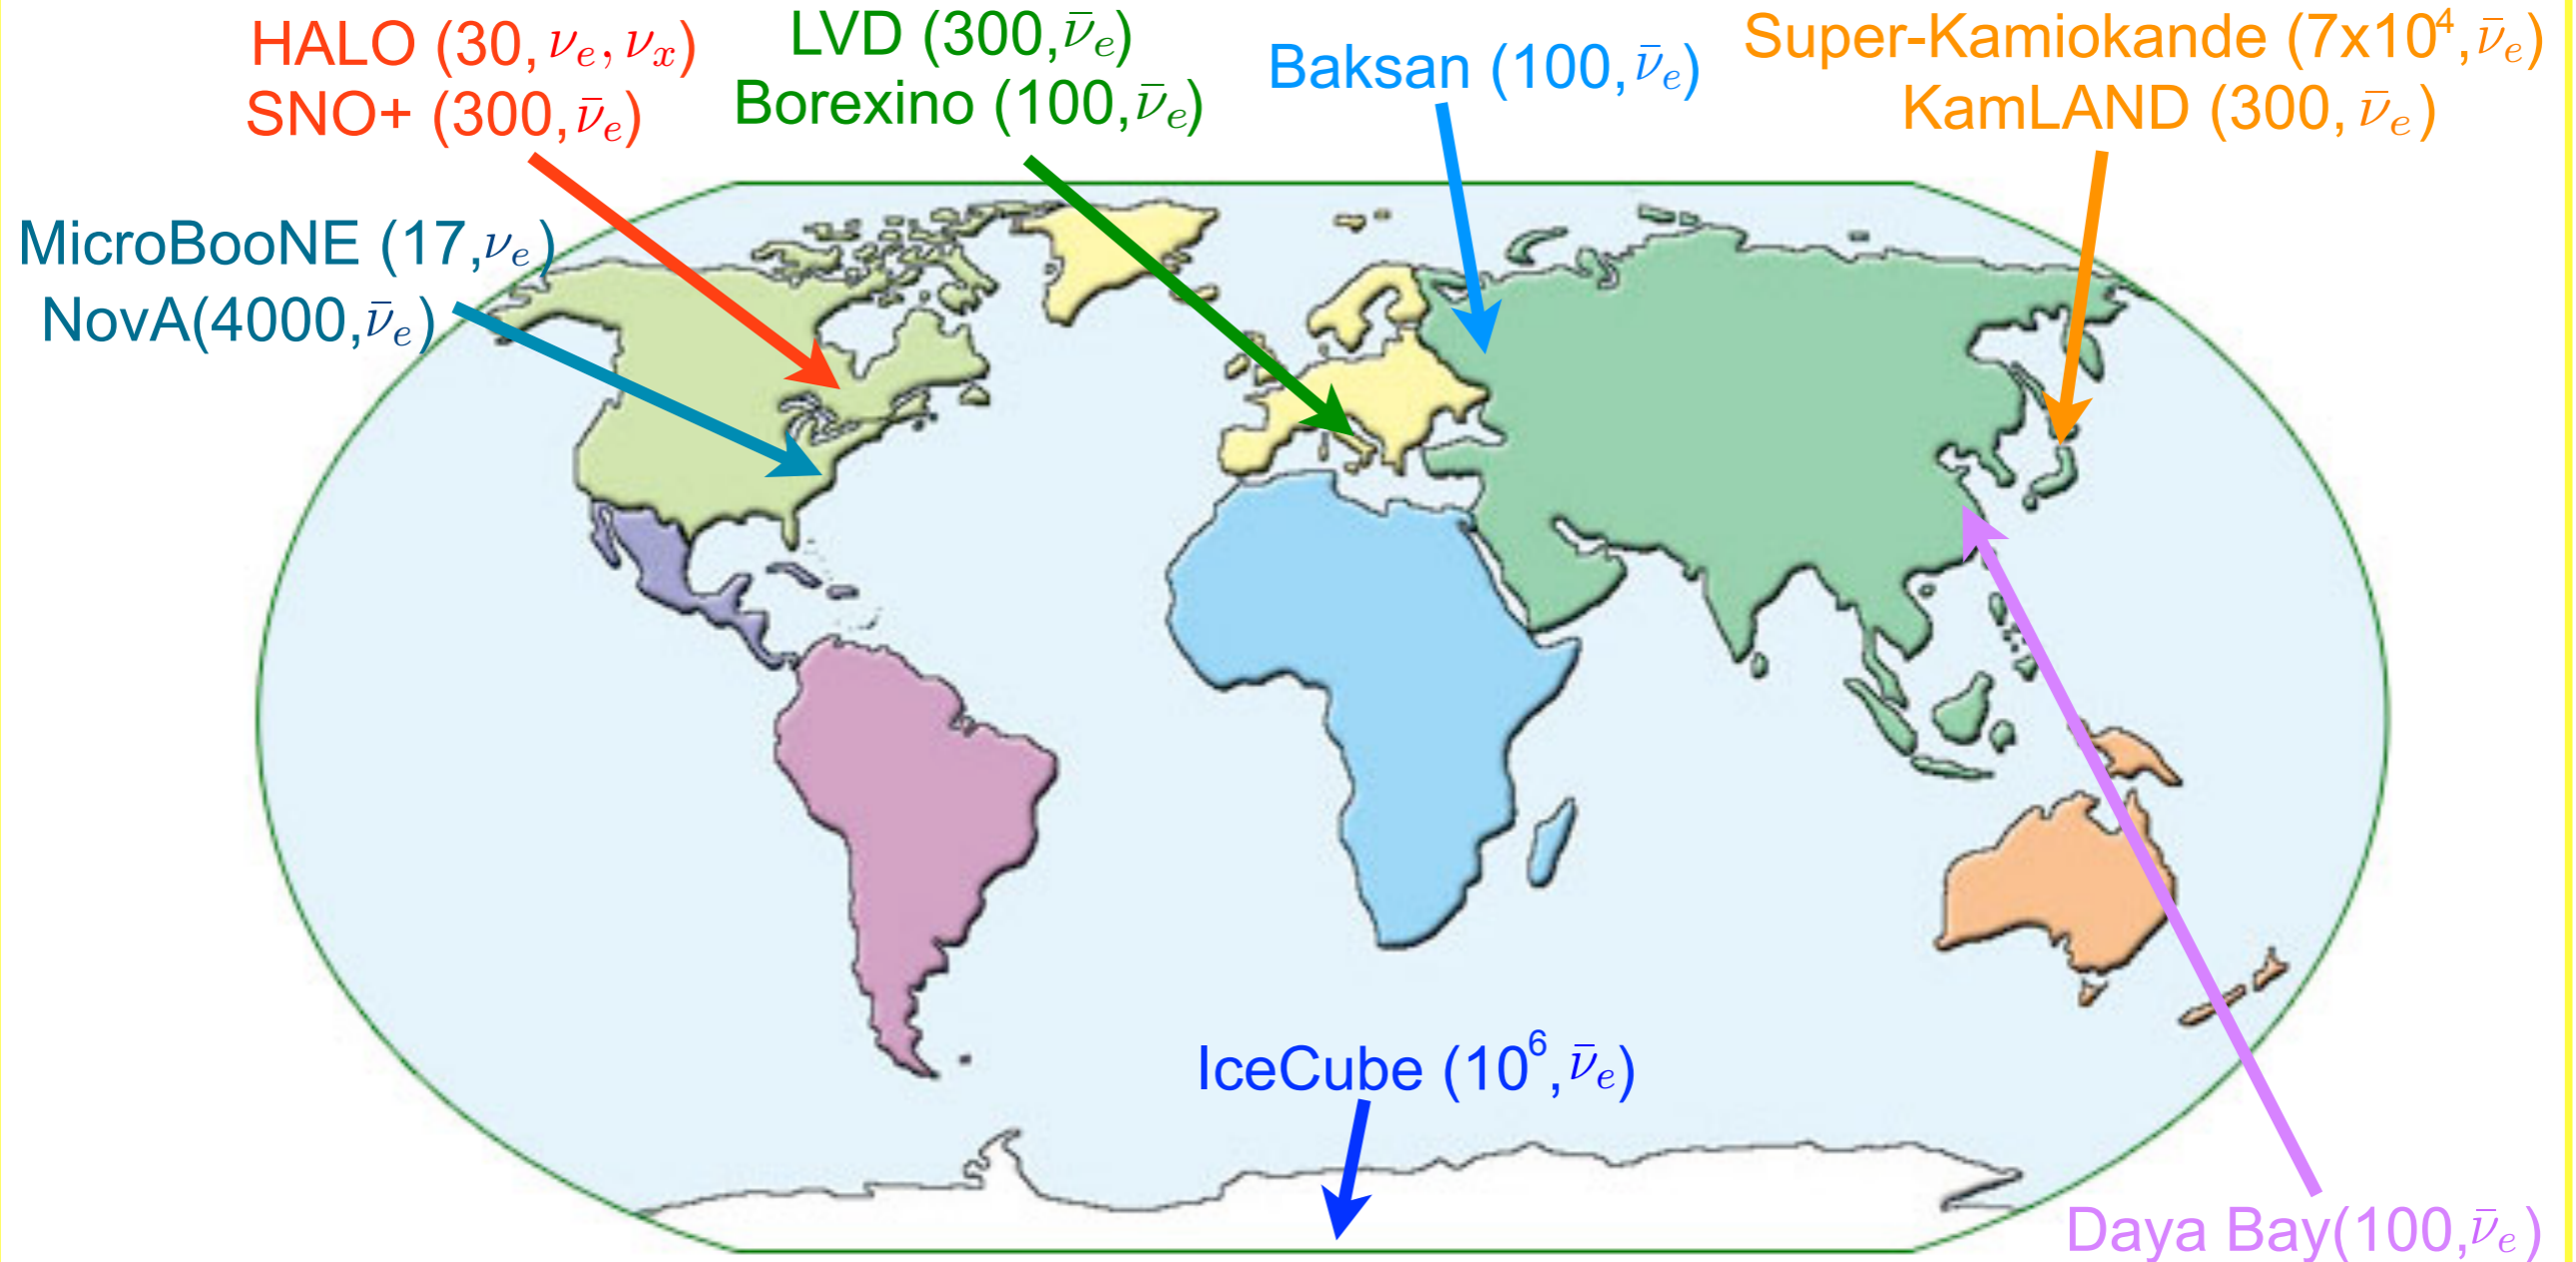 HALO (30, νₑ, νₓ)
SNO+ (300, ν̄ₑ)
LVD (300, ν̄ₑ)
Borexino (100, ν̄ₑ)
Baksan (100, ν̄ₑ)
Super-Kamiokande (7x10⁴, ν̄ₑ)
KamLAND (300, ν̄ₑ)
MicroBooNE (17, νₑ)
NovA(4000, ν̄ₑ)
IceCube (10⁶, ν̄ₑ)
Daya Bay(100, ν̄ₑ)